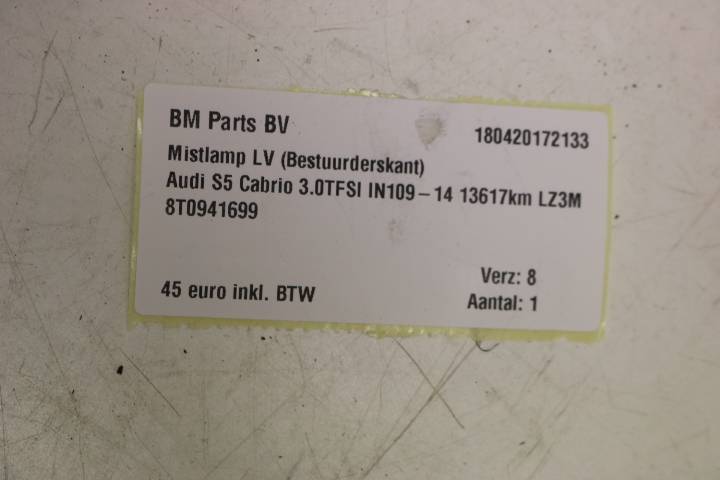 BM Parts BV 180420172133
Mistlamp LV (Bestuurderskant)
Audi S5 Cabrio 3.0TFSI IN109-14 13617km LZ3M
8T0941699
Verz: 8
45 euro inkl. BTW Aantal: 1